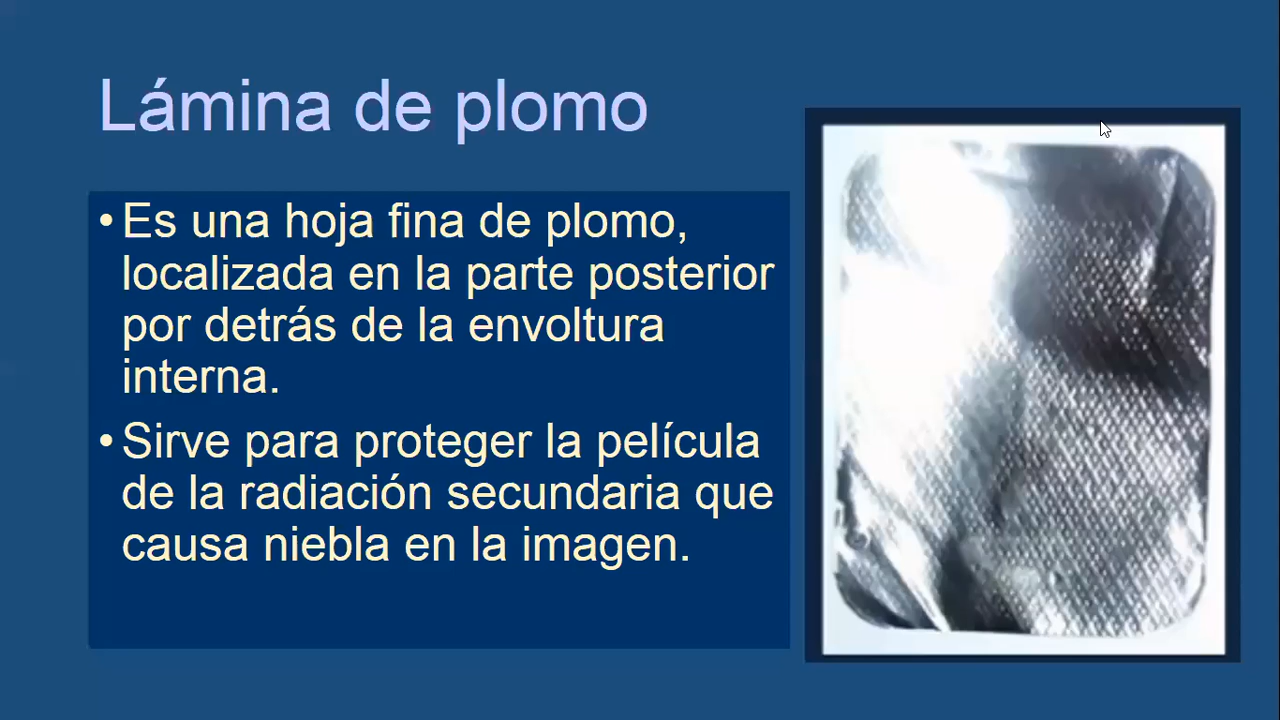 Lámina de plomo
• Es una hoja fina de plomo,
localizada en la parte posterior
por detrás de la envoltura
interna.
• Sirve para proteger la película
de la radiación secundaria que
causa niebla en la imagen.